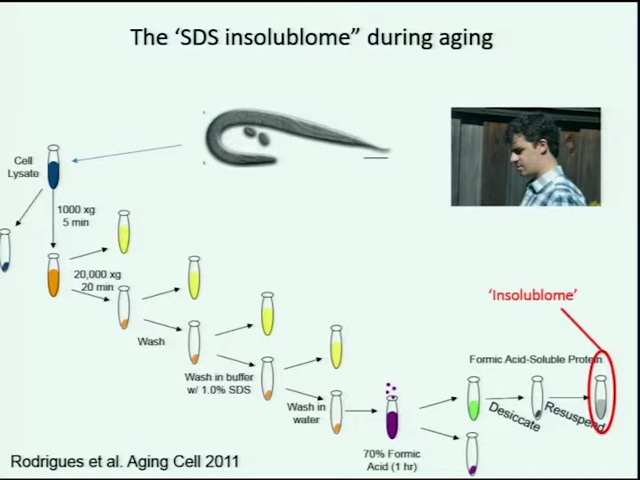 The ‘SDS insolublome” during aging
Cell
Lysate
1000 xg
5 min
20,000 xg
20 min
Wash
Wash in buffer
w/ 1.0% SDS
Wash in
water
70% Formic
Acid (1 hr)
‘Insolublome’
Formic Acid-Soluble Protein
Desiccate
Resuspend
Rodrigues et al. Aging Cell 2011